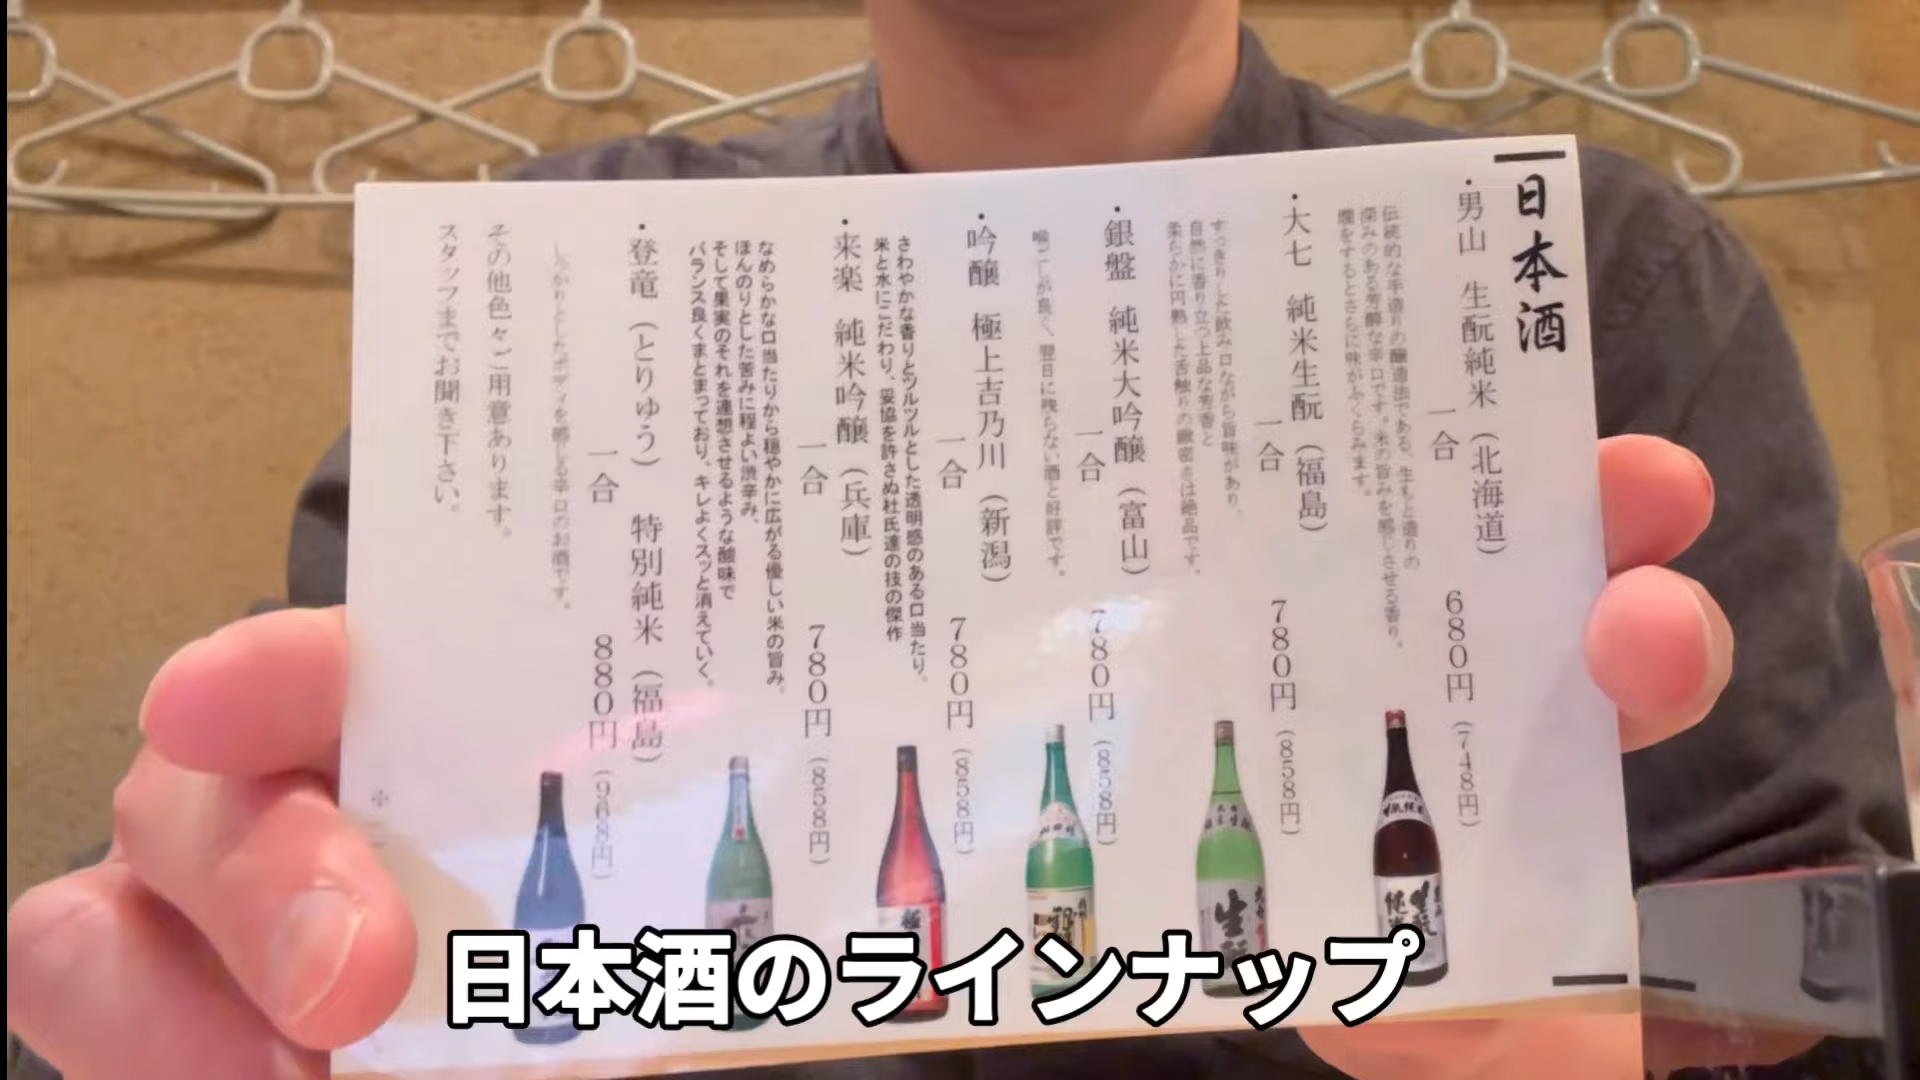 日本酒
・男山 生酛純米(北海道)
一合 680円(748円)
伝統的な手造りの醸造法である、生もと造りの
深みのある芳醇な辛口です。米の旨みを感じさせる香り。
燗をするとさらに味がふくらみます。
・大七 純米生酛(福島)
一合 780円(858円)
すっきりした飲み口ながら旨味があり、
自然に香り立つ上品な芳香と
柔らかに円熟した舌触りの緻密さは絶品です。
・銀盤 純米大吟醸(富山)
一合 780円(858円)
喉ごしが良く、翌日に残らない酒と好評です。
・吟醸 極上吉乃川(新潟)
一合 780円(858円)
さわやかな香りとツルツルとした透明感のある口当たり。
米と水にこだわり、妥協を許さぬ杜氏達の技の傑作
・来楽 純米吟醸(兵庫)
一合 780円(858円)
なめらかな口当たりから穏やかに広がる優しい米の旨み。
ほんのりとした苦みに程よい渋辛み、
そして果実のそれを連想させるような酸味で
バランス良くまとまっており、キレよくスッと消えていく。
・登竜(とりゅう) 特別純米(福島)
一合 880円(968円)
しっかりとしたボディを感じる辛口のお酒です。
その他色々ご用意あります。
スタッフまでお聞き下さい。
日本酒のラインナップ